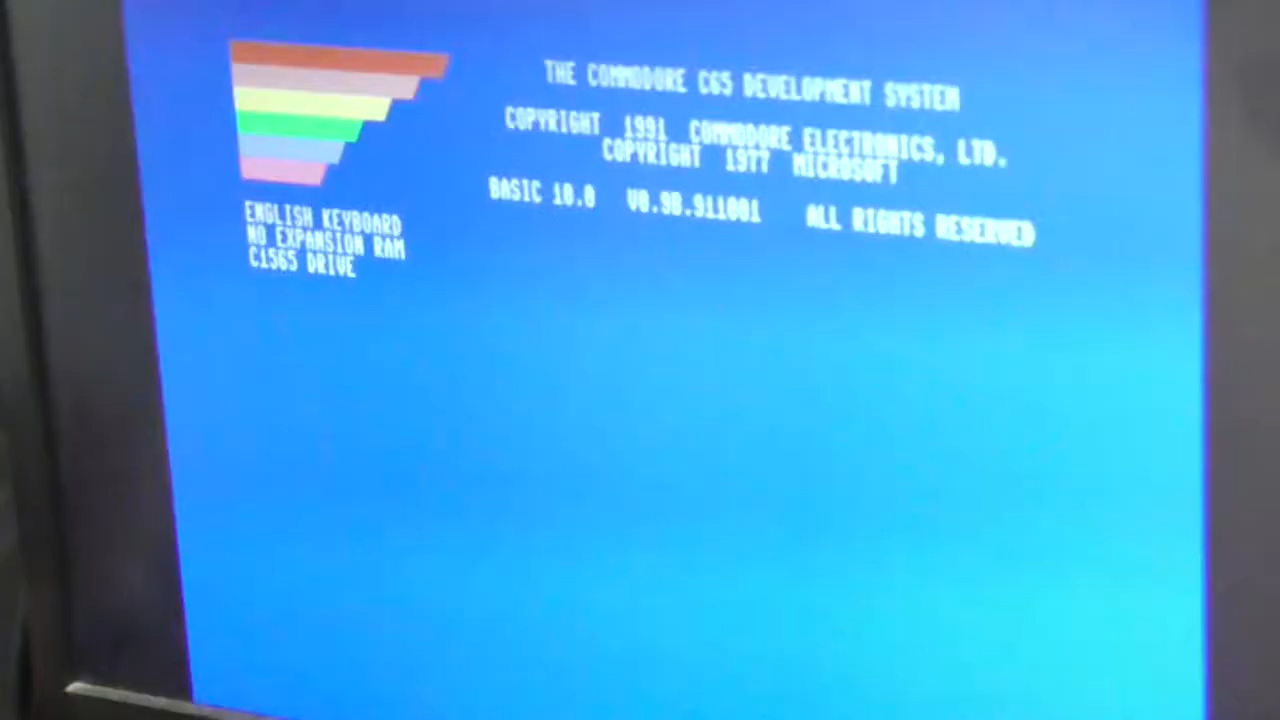 THE COMMODORE C65 DEVELOPMENT SYSTEM
COPYRIGHT 1991 COMMODORE ELECTRONICS, LTD.
COPYRIGHT 1977 MICROSOFT
BASIC 10.0 V0.9B.911001 ALL RIGHTS RESERVED
ENGLISH KEYBOARD
NO EXPANSION RAM
C1565 DRIVE